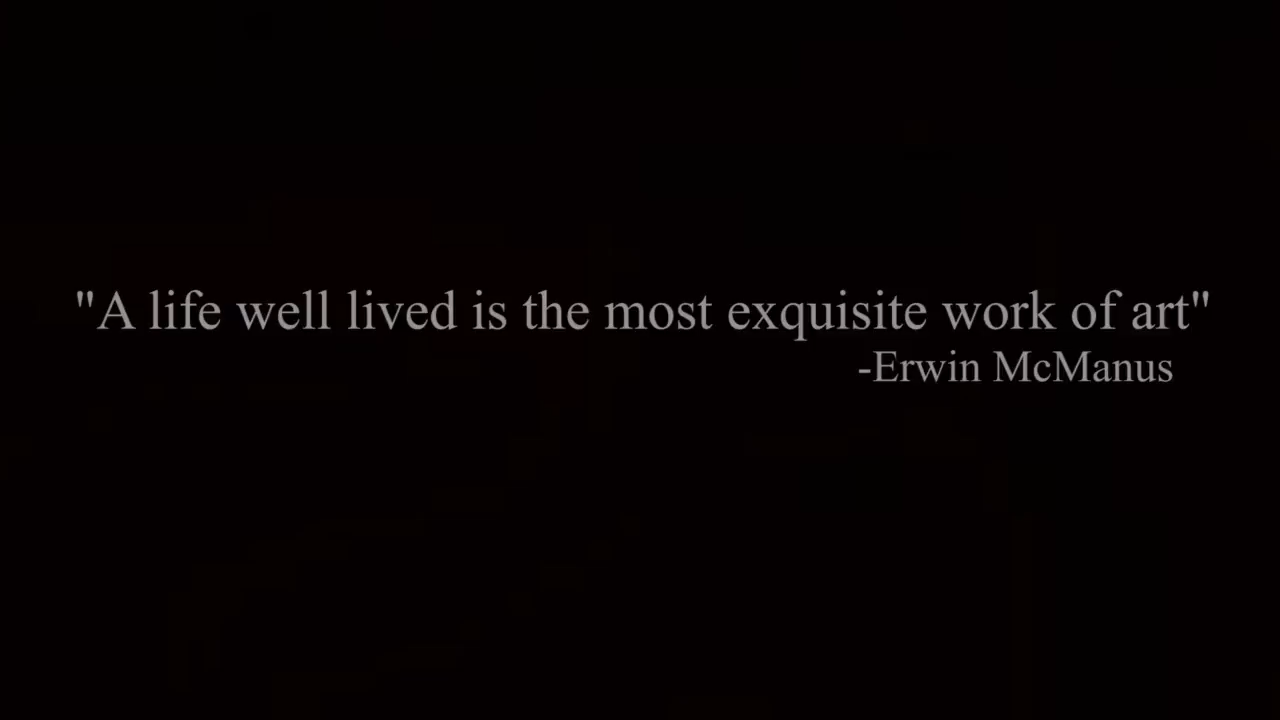 "A life well lived is the most exquisite work of art"
-Erwin McManus